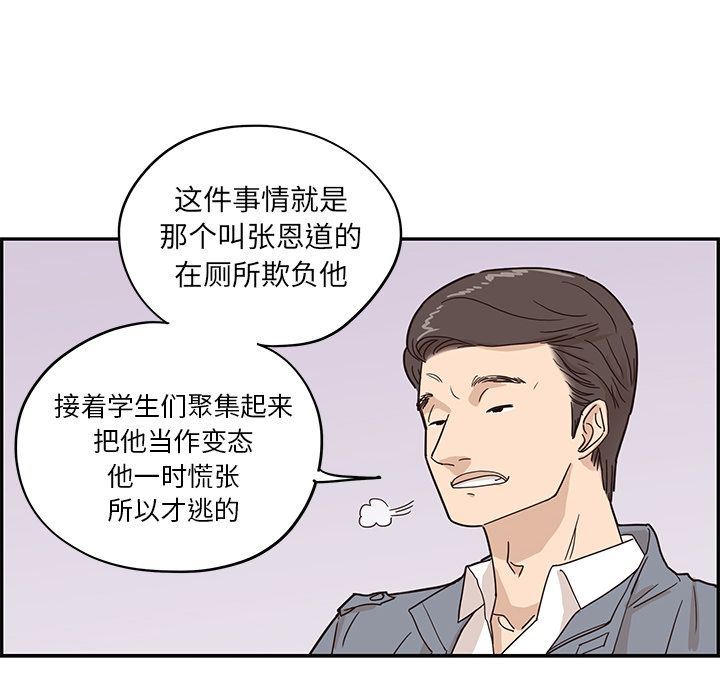 这件事情就是
那个叫张恩道的
在厕所欺负他
接着学生们聚集起来
把他当作变态
他一时慌张
所以才逃的